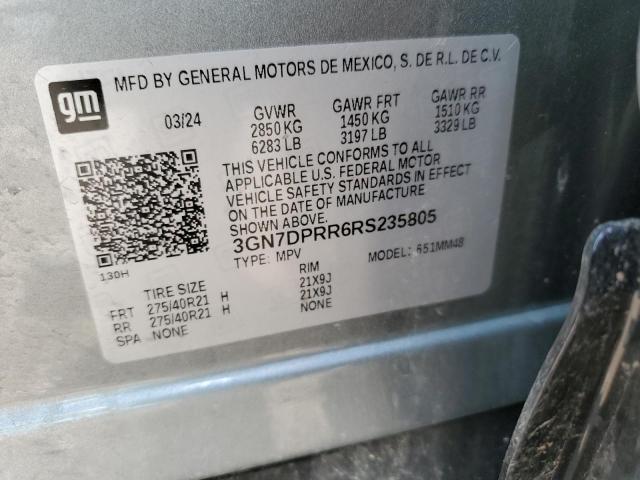 gm
MFD BY GENERAL MOTORS DE MEXICO, S. DE R.L. DE C.V.
03/24 GVWR GAWR FRT GAWR RR
2850 KG 1450 KG 1510 KG
6283 LB 3197 LB 3329 LB
THIS VEHICLE CONFORMS TO ALL
APPLICABLE U.S. FEDERAL MOTOR
VEHICLE SAFETY STANDARDS IN EFFECT ON
THE DATE OF MANUFACTURE
SHOWN ABOVE.
3GN7DPRR6RS235805
TYPE: MPV MODEL: 651MM48
130H
TIRE SIZE RIM
FRT 275/40R21 H 21X9J
RR 275/40R21 H 21X9J
SPA NONE NONE